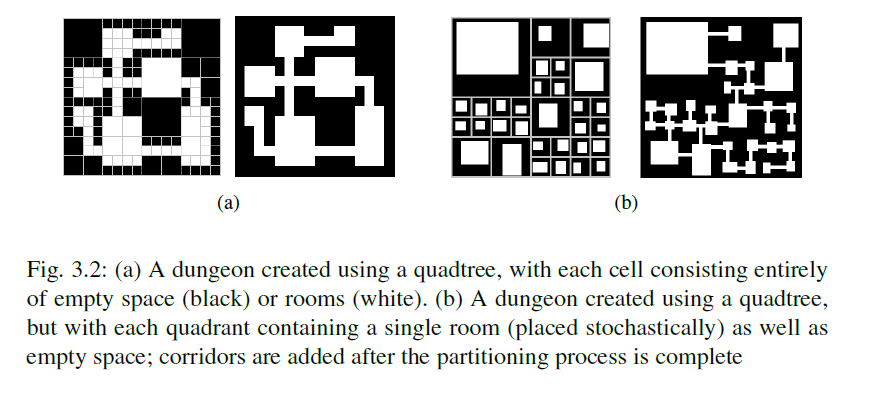 (a)
(b)
Fig. 3.2: (a) A dungeon created using a quadtree, with each cell consisting entirely
of empty space (black) or rooms (white). (b) A dungeon created using a quadtree,
but with each quadrant containing a single room (placed stochastically) as well as
empty space; corridors are added after the partitioning process is complete